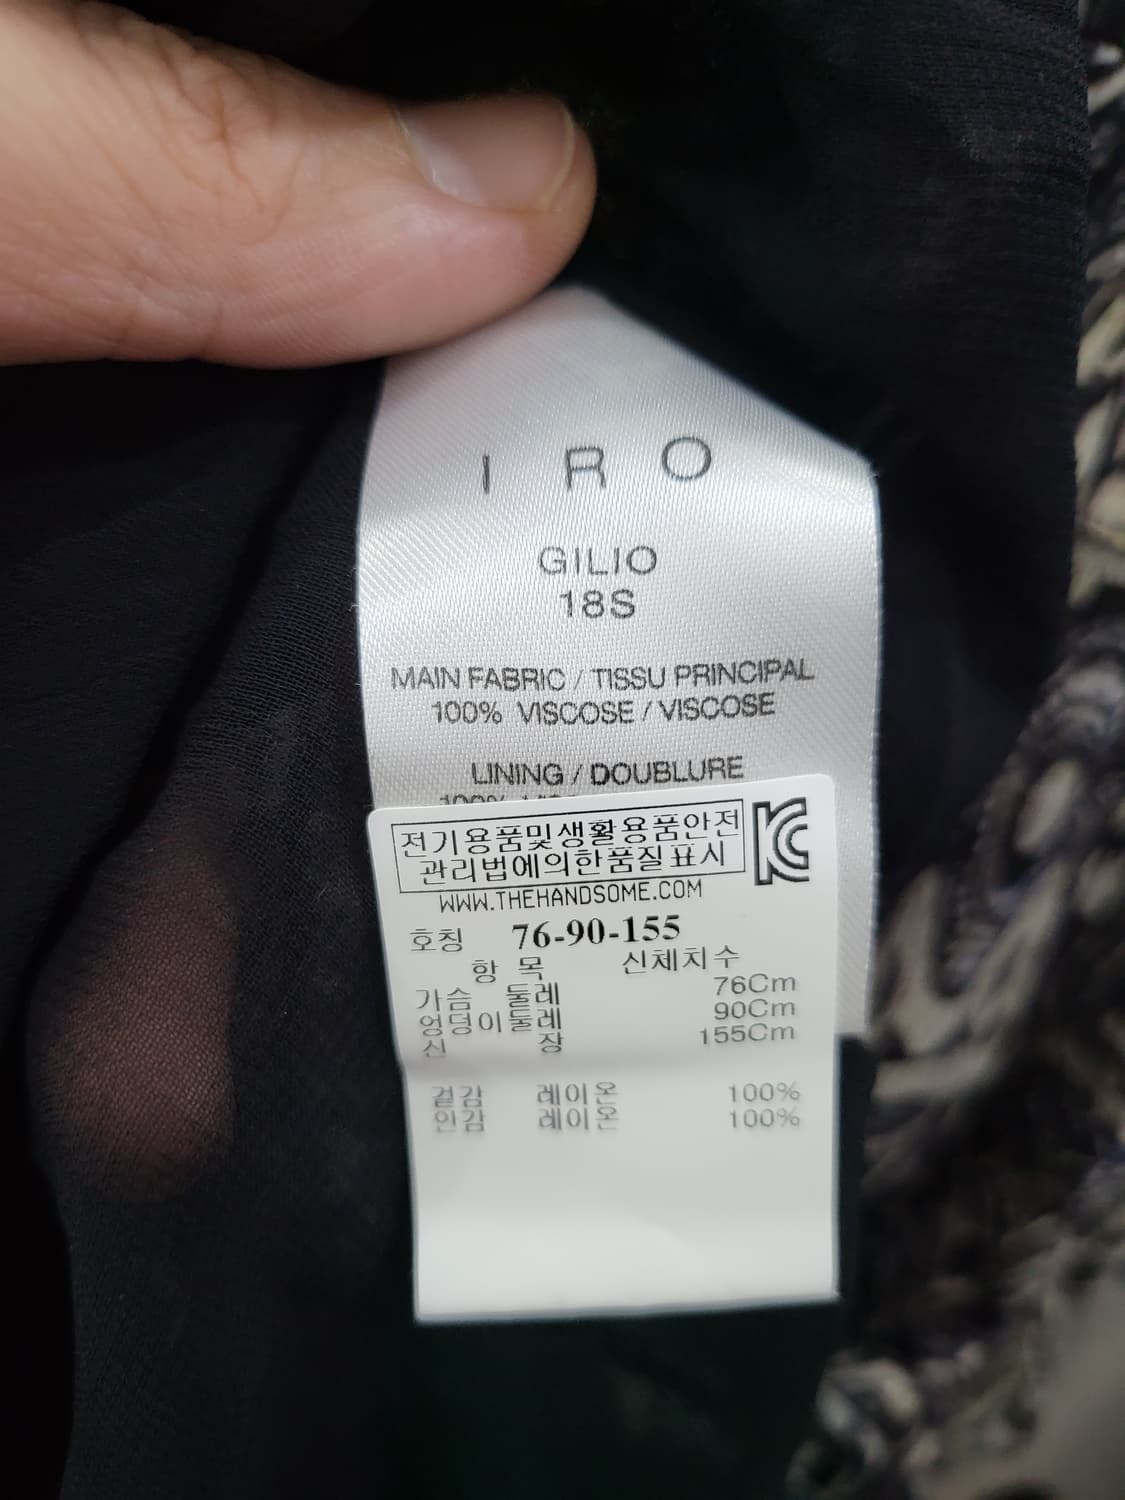 IRO
GILIO
18S
MAIN FABRIC / TISSU PRINCIPAL
100% VISCOSE / VISCOSE
LINING / DOUBLURE
100%
전기용품및생활용품안전
관리법에의한품질표시
KC
WWW.THEHANDSOME.COM
호칭 76-90-155
항 목 신체치수
가슴 둘레 76Cm
엉덩이둘레 90Cm
신 장 155Cm
겉감 레이온 100%
안감 레이온 100%